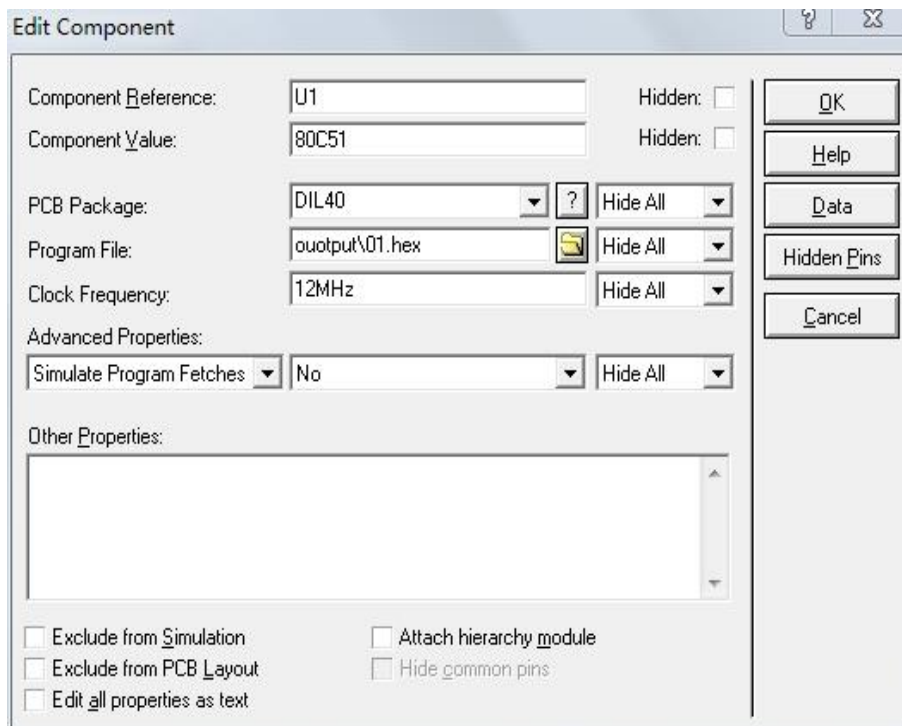 Edit Component
Component Reference: U1 Hidden: OK
Component Value: 80C51 Hidden: Help
PCB Package: DIL40 ? Hide All Data
Program File: ouotput\01.hex Hide All Hidden Pins
Clock Frequency: 12MHz Hide All Cancel
Advanced Properties:
Simulate Program Fetches No Hide All
Other Properties:
Exclude from Simulation Attach hierarchy module
Exclude from PCB Layout Hide common pins
Edit all properties as text